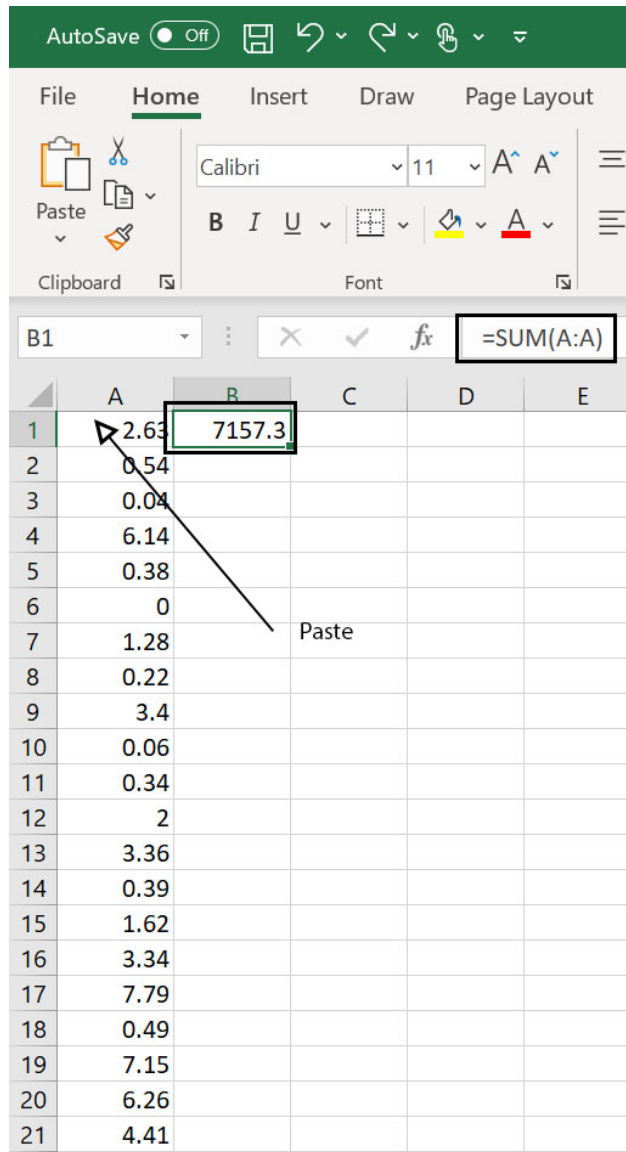 AutoSave Off
File Home Insert Draw Page Layout
Paste
Calibri 11 A A
B I U A
Clipboard Font
B1 fx =SUM(A:A)
A B C D E
1 2.63 7157.3
2 0.54
3 0.04
4 6.14
5 0.38
6 0
7 1.28 Paste
8 0.22
9 3.4
10 0.06
11 0.34
12 2
13 3.36
14 0.39
15 1.62
16 3.34
17 7.79
18 0.49
19 7.15
20 6.26
21 4.41